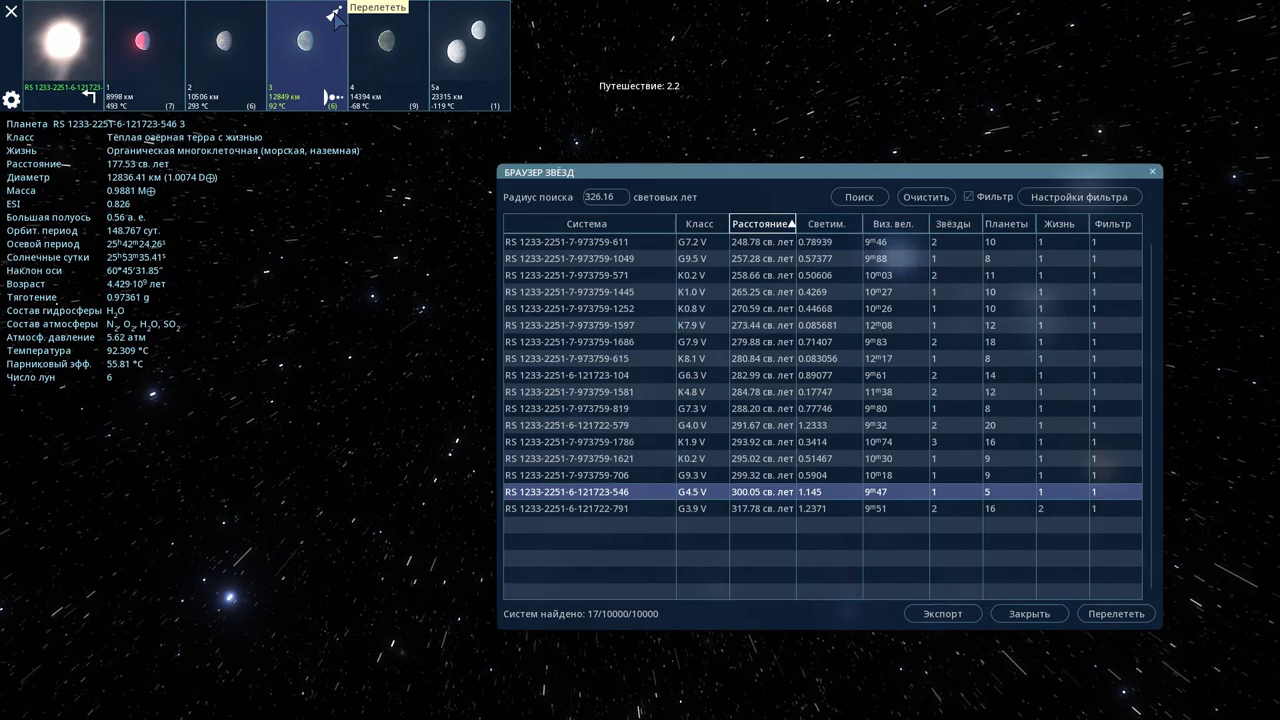 Перелететь
RS 1233-2251-6-121723-
1
8998 км
493 °C (7)
2
10506 км
293 °C (6)
3
12849 км
92 °C (6)
4
14394 км
-68 °C (9)
5a
23315 км
-119 °C (1)
Путешествие: 2.2
Планета RS 1233-2251-6-121723-546 3
Класс Тёплая озёрная терра с жизнью
Жизнь Органическая многоклеточная (морская, наземная)
Расстояние 177.53 св. лет
Диаметр 12836.41 км (1.0074 D⊕)
Масса 0.9881 M⊕
ESI 0.826
Большая полуось 0.56 а. е.
Орбит. период 148.767 сут.
Осевой период 25ʰ42ᵐ24.26ˢ
Солнечные сутки 25ʰ53ᵐ35.41ˢ
Наклон оси 60°45′31.85″
Возраст 4.429·10⁹ лет
Тяготение 0.97361 g
Состав гидросферы H₂O
Состав атмосферы N₂, O₂, H₂O, SO₂
Атмосф. давление 5.62 атм
Температура 92.309 °C
Парниковый эфф. 55.81 °C
Число лун 6
БРАУЗЕР ЗВЁЗД
Радиус поиска 326.16 световых лет Поиск Очистить Фильтр Настройки фильтра
Система Класс Расстояние▲ Светим. Виз. вел. Звёзды Планеты Жизнь Фильтр
RS 1233-2251-7-973759-611 G7.2 V 248.78 св. лет 0.78939 9ᵐ46 2 10 1 1
RS 1233-2251-7-973759-1049 G9.5 V 257.28 св. лет 0.57377 9ᵐ88 1 8 1 1
RS 1233-2251-7-973759-571 K0.2 V 258.66 св. лет 0.50606 10ᵐ03 2 11 1 1
RS 1233-2251-7-973759-1445 K1.0 V 265.25 св. лет 0.4269 10ᵐ27 1 10 1 1
RS 1233-2251-7-973759-1252 K0.8 V 270.59 св. лет 0.44668 10ᵐ26 1 10 1 1
RS 1233-2251-7-973759-1597 K7.9 V 273.44 св. лет 0.085681 12ᵐ08 1 12 1 1
RS 1233-2251-7-973759-1686 G7.9 V 279.88 св. лет 0.71407 9ᵐ83 2 18 1 1
RS 1233-2251-7-973759-615 K8.1 V 280.84 св. лет 0.083056 12ᵐ17 1 8 1 1
RS 1233-2251-6-121723-104 G6.3 V 282.99 св. лет 0.89077 9ᵐ61 2 14 1 1
RS 1233-2251-7-973759-1581 K4.8 V 284.78 св. лет 0.17747 11ᵐ38 2 12 1 1
RS 1233-2251-7-973759-819 G7.3 V 288.20 св. лет 0.77746 9ᵐ80 1 8 1 1
RS 1233-2251-6-121722-579 G4.0 V 291.67 св. лет 1.2333 9ᵐ32 2 20 1 1
RS 1233-2251-7-973759-1786 K1.9 V 293.92 св. лет 0.3414 10ᵐ74 3 16 1 1
RS 1233-2251-7-973759-1621 K0.2 V 295.02 св. лет 0.51467 10ᵐ30 1 9 1 1
RS 1233-2251-7-973759-706 G9.3 V 299.32 св. лет 0.5904 10ᵐ18 1 9 1 1
RS 1233-2251-6-121723-546 G4.5 V 300.05 св. лет 1.145 9ᵐ47 1 5 1 1
RS 1233-2251-6-121722-791 G3.9 V 317.78 св. лет 1.2371 9ᵐ51 2 16 2 1
Систем найдено: 17/10000/10000 Экспорт Закрыть Перелететь